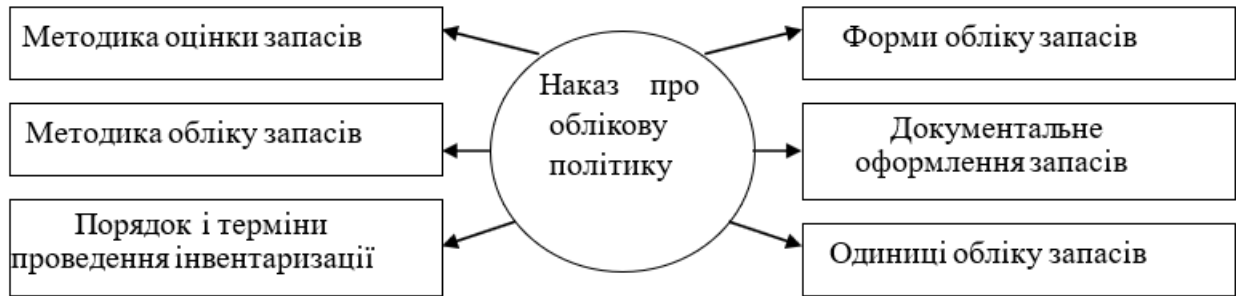 Методика оцінки запасів
Методика обліку запасів
Порядок і терміни
проведення інвентаризації
Наказ про
облікову
політику
Форми обліку запасів
Документальне
оформлення запасів
Одиниці обліку запасів